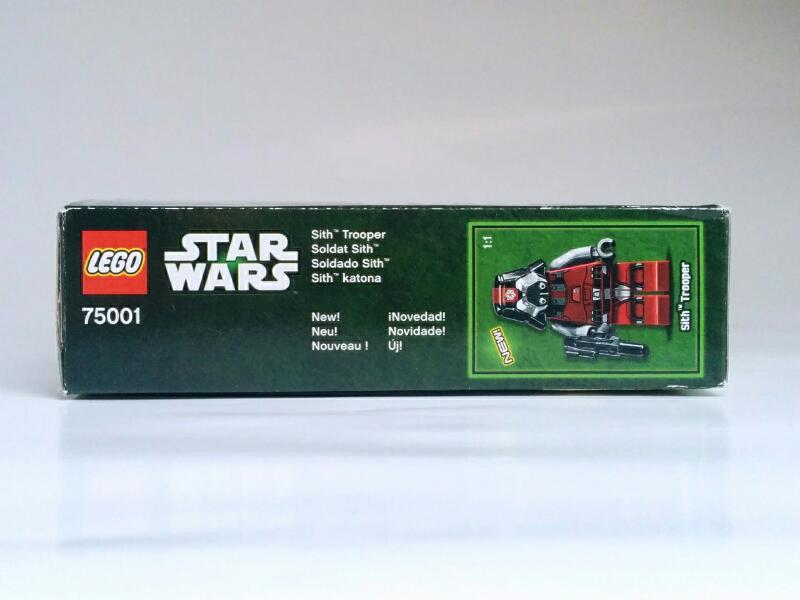 LEGO
75001
STAR
WARS
Sith™ Trooper
Soldat Sith™
Soldado Sith™
Sith™ katona
New!
Neu!
Nouveau !
¡Novedad!
Novidade!
Új!
1:1
NEW!
Sith™ Trooper